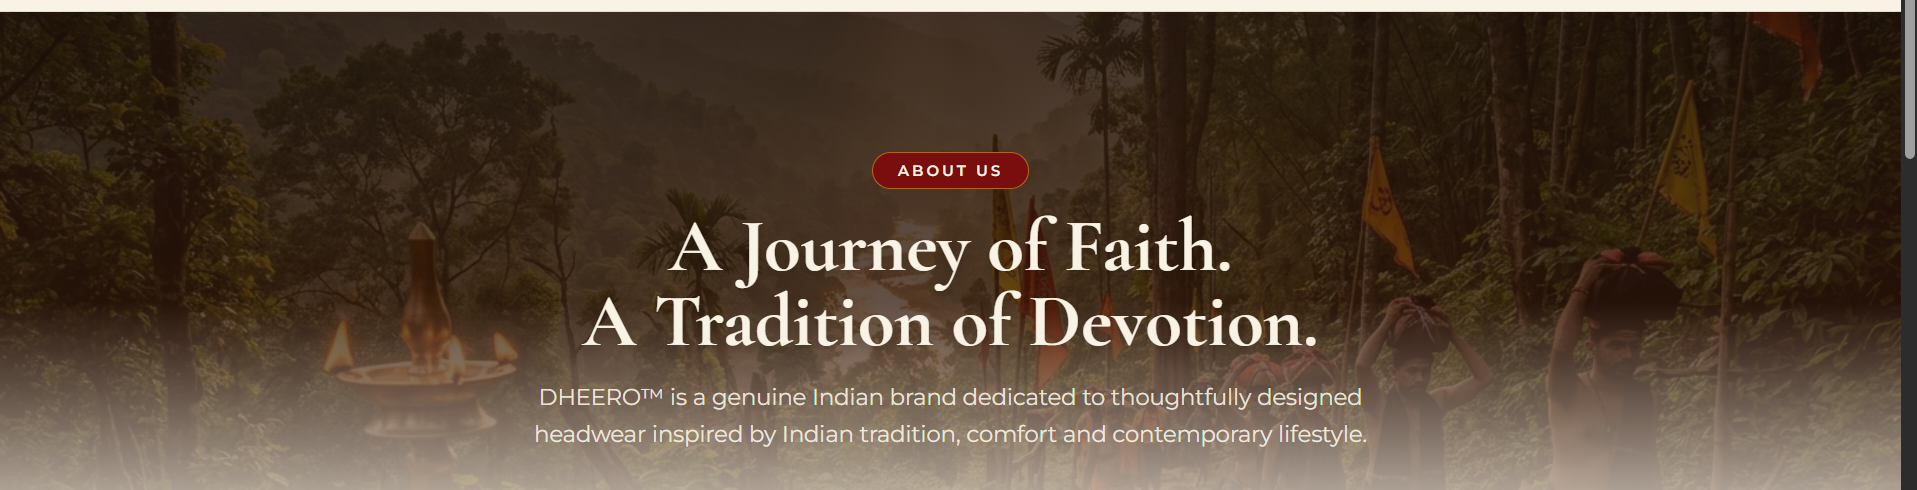 ABOUT US
A Journey of Faith.
A Tradition of Devotion.
DHEERO™ is a genuine Indian brand dedicated to thoughtfully designed
headwear inspired by Indian tradition, comfort and contemporary lifestyle.